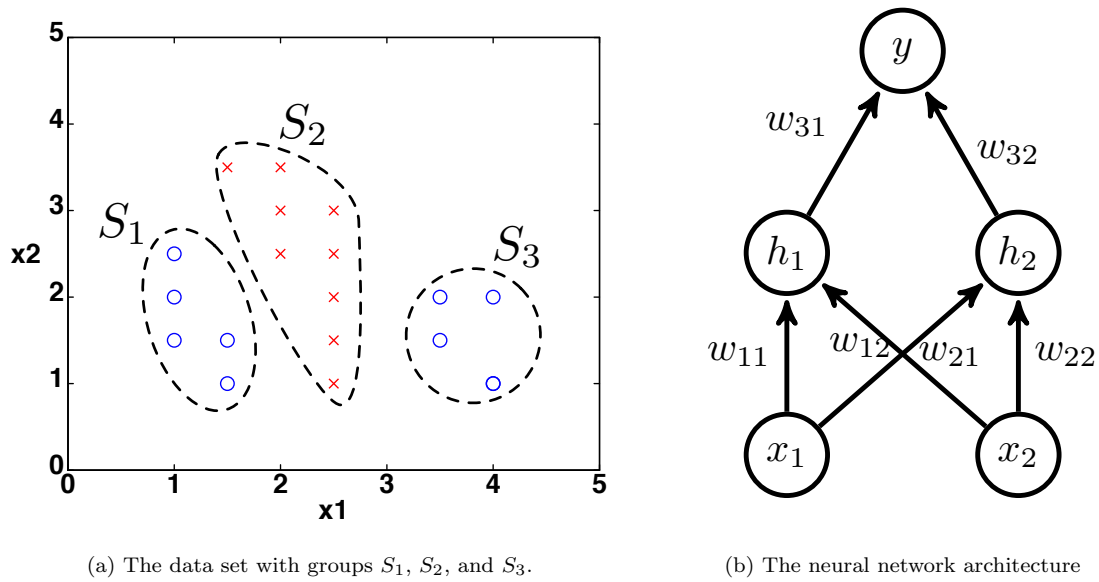 5
4
3
2
1
0
x2
0 1 2 3 4 5
x1
S₁
S₂
S₃
(a) The data set with groups S₁, S₂, and S₃.
y
w₃₁ w₃₂
h₁ h₂
w₁₁ w₁₂ w₂₁ w₂₂
x₁ x₂
(b) The neural network architecture